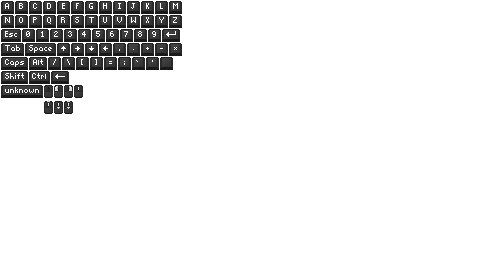 A B C D E F G H I J K L M
N O P Q R S T U V W X Y Z
Esc 0 1 2 3 4 5 6 7 8 9
Tab Space ↑ → ↓ ← , . + - ×
Caps Alt / \ [ ] = ; ` '
Shift Ctrl ←
unknown